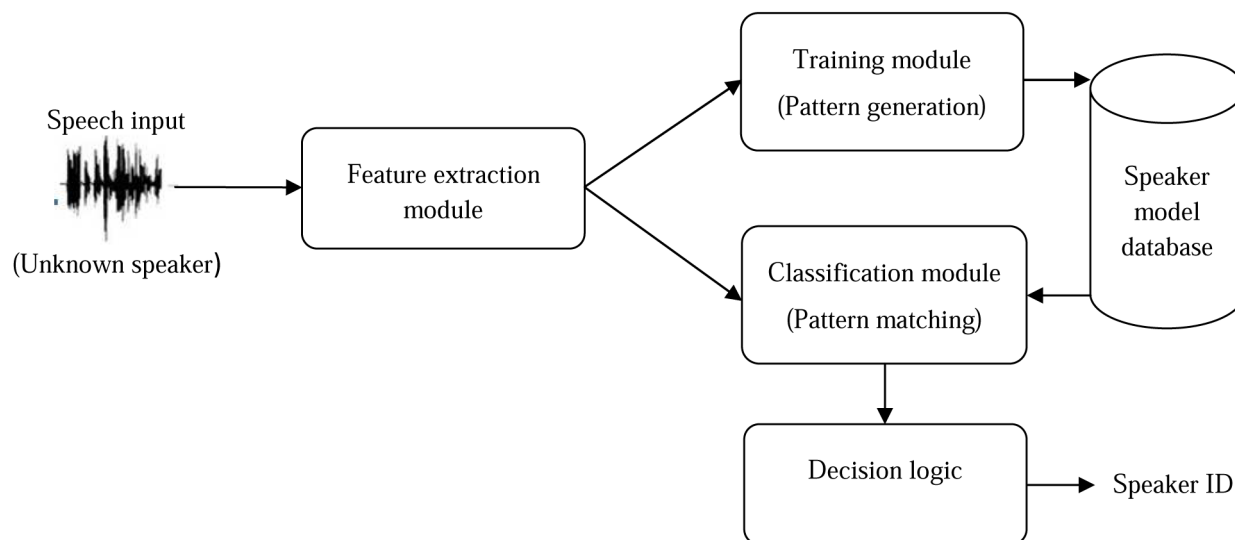 Speech input
(Unknown speaker)
Feature extraction
module
Training module
(Pattern generation)
Classification module
(Pattern matching)
Speaker
model
database
Decision logic
Speaker ID